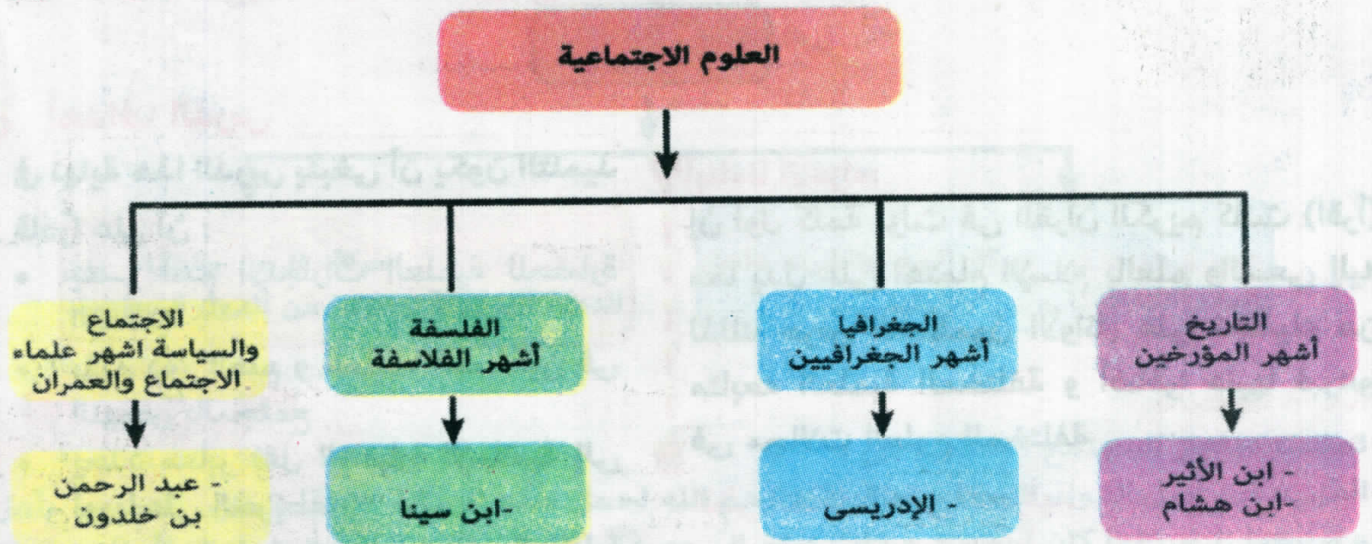 العلوم الاجتماعية
التاريخ
أشهر المؤرخين
الجغرافيا
أشهر الجغرافيين
الفلسفة
أشهر الفلاسفة
الاجتماع
والسياسة اشهر علماء
الاجتماع والعمران
- ابن الأثير
-ابن هشام
- الإدريسى
-ابن سينا
- عبد الرحمن
بن خلدون